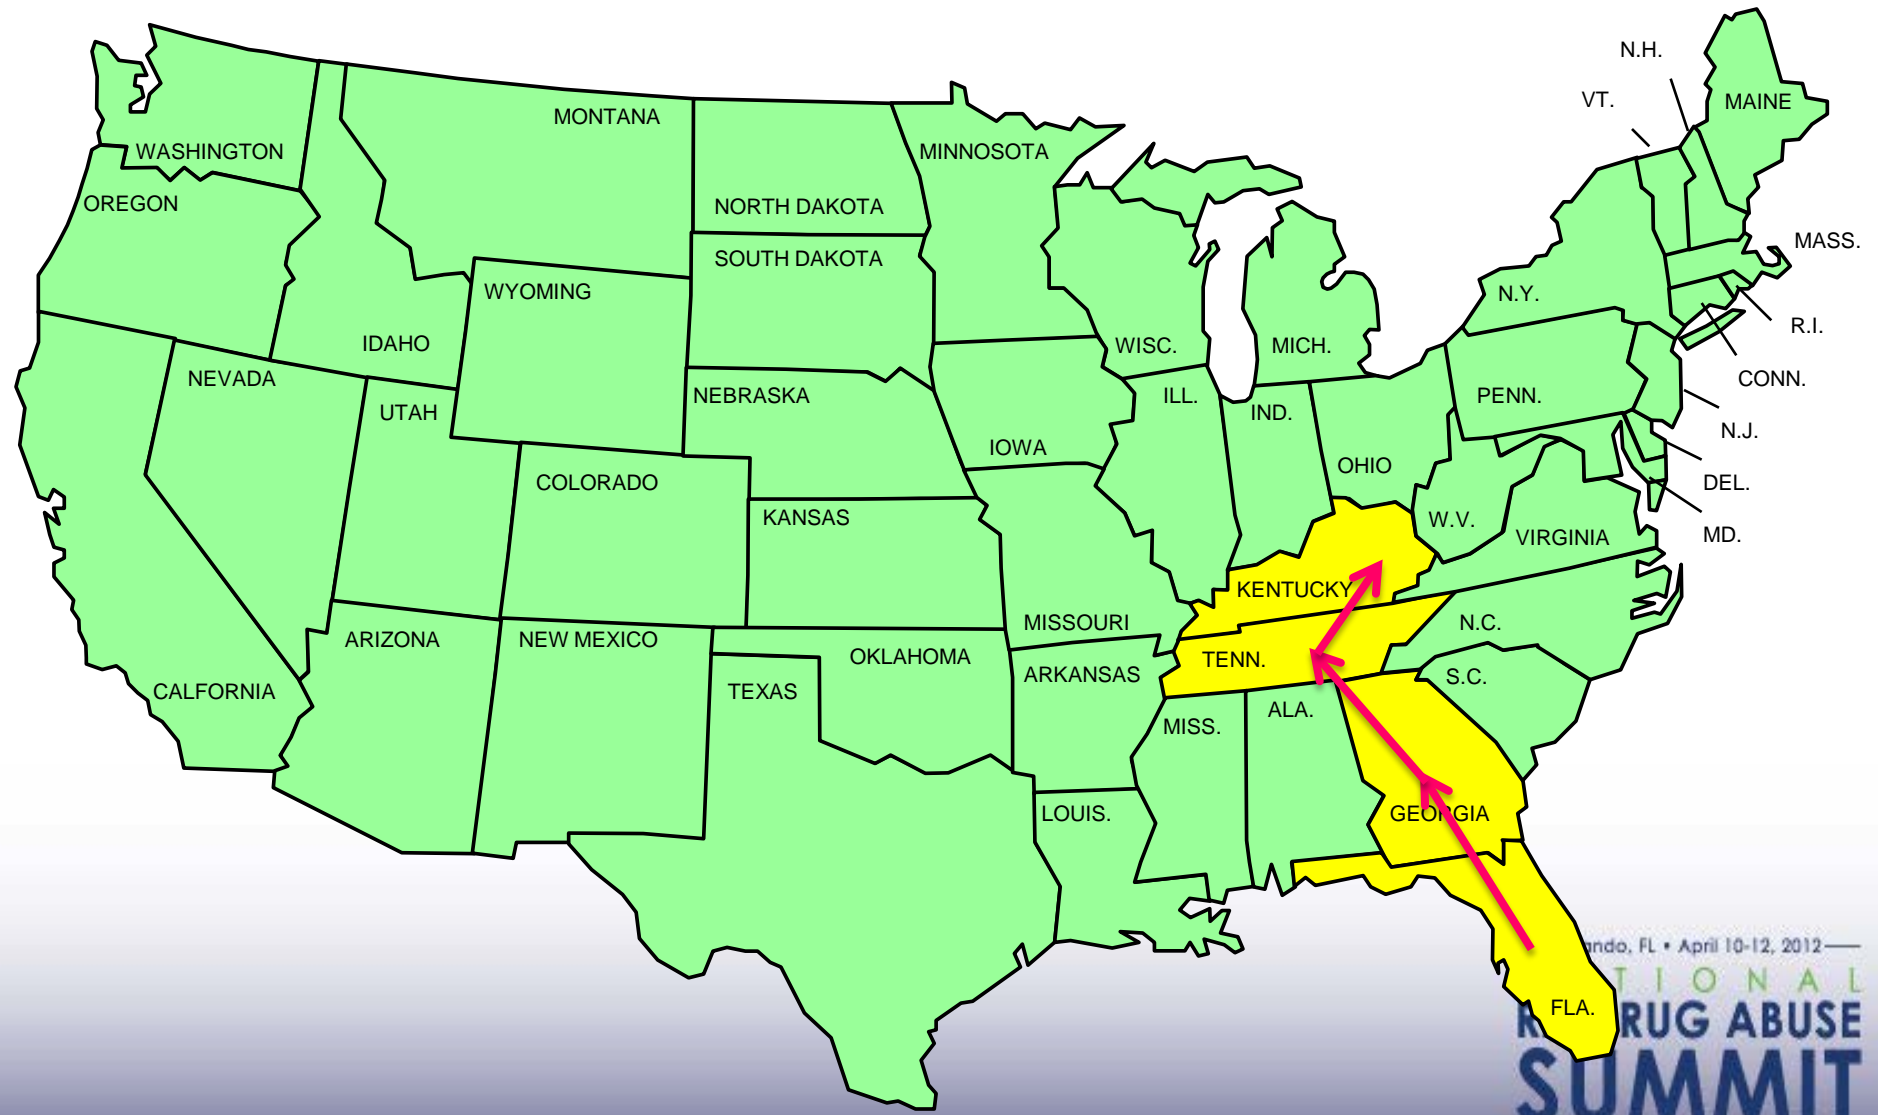 N.H.
VT.
MAINE
MONTANA
WASHINGTON
MINNOSOTA
OREGON
NORTH DAKOTA
MASS.
SOUTH DAKOTA
WYOMING
N.Y.
R.I.
IDAHO
WISC.
MICH.
NEVADA
CONN.
UTAH
NEBRASKA
ILL.
IND.
PENN.
N.J.
IOWA
OHIO
COLORADO
DEL.
KANSAS
W.V.
VIRGINIA
MD.
KENTUCKY
MISSOURI
N.C.
ARIZONA
NEW MEXICO
OKLAHOMA
TENN.
ARKANSAS
S.C.
CALFORNIA
TEXAS
ALA.
MISS.
LOUIS.
GEORGIA
FL • April 10-12, 2012
FLA.
ABUSE
SUMMIT